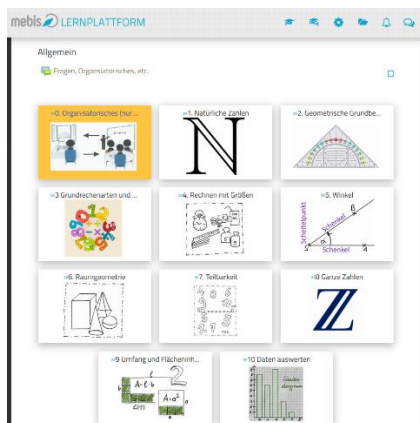 mebis LERNPLATTFORM
Allgemein
Fragen, Organsiatorisches, etc.
»0. Organisatorisches (nur ...
»1. Natürliche Zahlen
»2. Geometrische Grundbe...
»3 Grundrechenarten und ...
»4. Rechnen mit Größen
»5. Winkel
Scheitelpunkt
Schenkel
B
α
S
Schenkel
A
»6. Raumgeometrie
»7. Teilbarkeit
»8 Ganze Zahlen
»9 Umfang und Flächeninh...
»10 Daten auswerten
ℕ
ℤ
A=l·b
A=a²